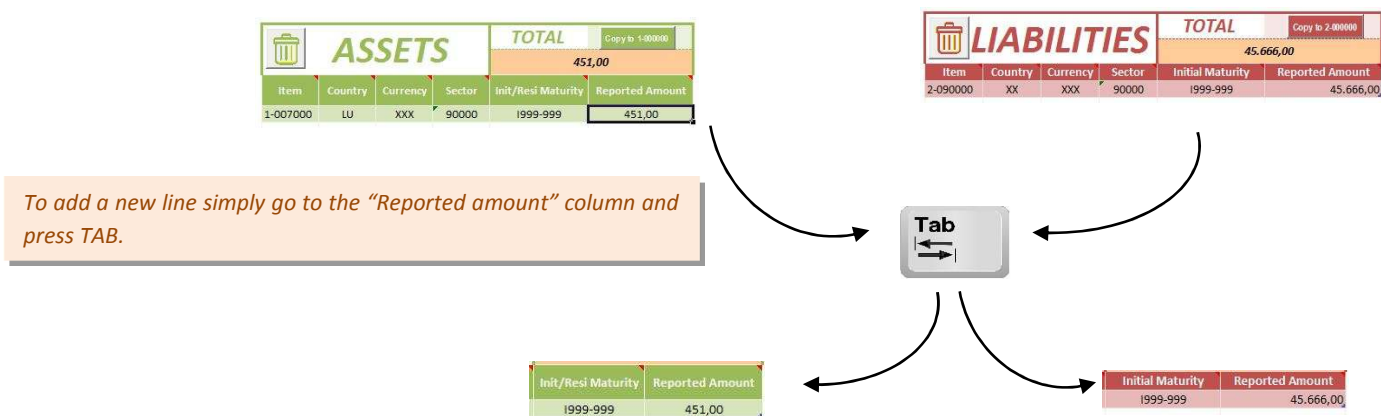 ASSETS
TOTAL
Copy to 1-000000
451,00
Item Country Currency Sector Init/Resi Maturity Reported Amount
1-007000 LU XXX 90000 I999-999 451,00
LIABILITIES
TOTAL
Copy to 2-000000
45.666,00
Item Country Currency Sector Initial Maturity Reported Amount
2-090000 XX XXX 90000 I999-999 45.666,00
To add a new line simply go to the “Reported amount” column and
press TAB.
Tab
Init/Resi Maturity Reported Amount
I999-999 451,00
Initial Maturity Reported Amount
I999-999 45.666,00